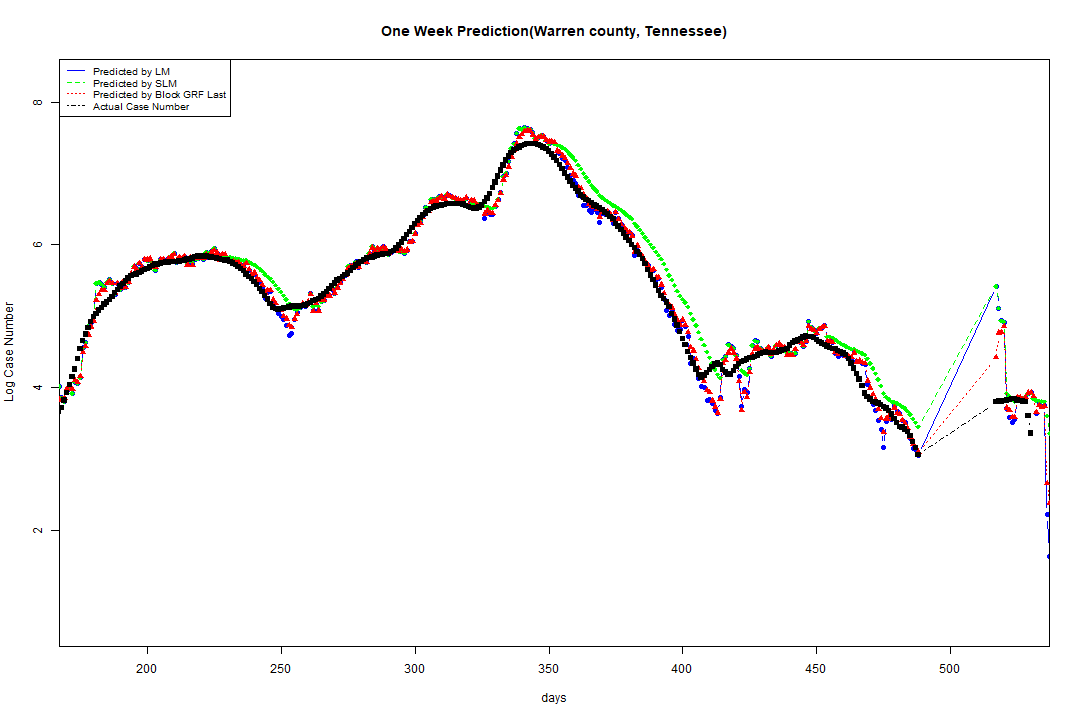 One Week Prediction(Warren county, Tennessee)
Predicted by LM
Predicted by SLM
Predicted by Block GRF Last
Actual Case Number
8
6
4
2
Log Case Number
200 250 300 350 400 450 500
days